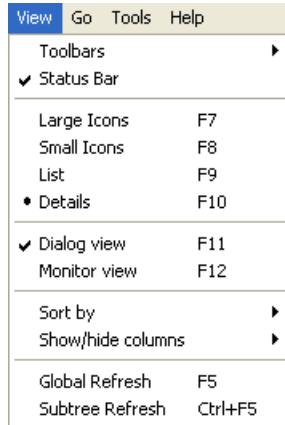 View Go Tools Help
Toolbars
Status Bar
Large Icons F7
Small Icons F8
List F9
Details F10
Dialog view F11
Monitor view F12
Sort by
Show/hide columns
Global Refresh F5
Subtree Refresh Ctrl+F5